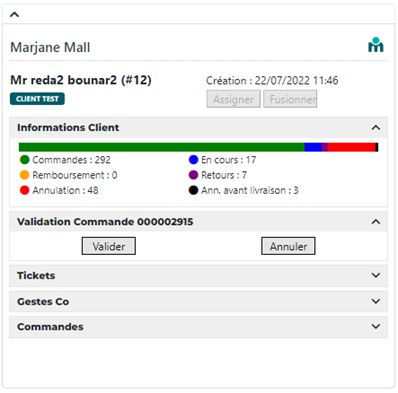 Marjane Mall
Mr reda2 bounar2 (#12)
Création : 22/07/2022 11:46
CLIENT TEST
Assigner
Fusionner
Informations Client
Commandes : 292
En cours : 17
Remboursement : 0
Retours : 7
Annulation : 48
Ann. avant livraison : 3
Validation Commande 000002915
Valider
Annuler
Tickets
Gestes Co
Commandes